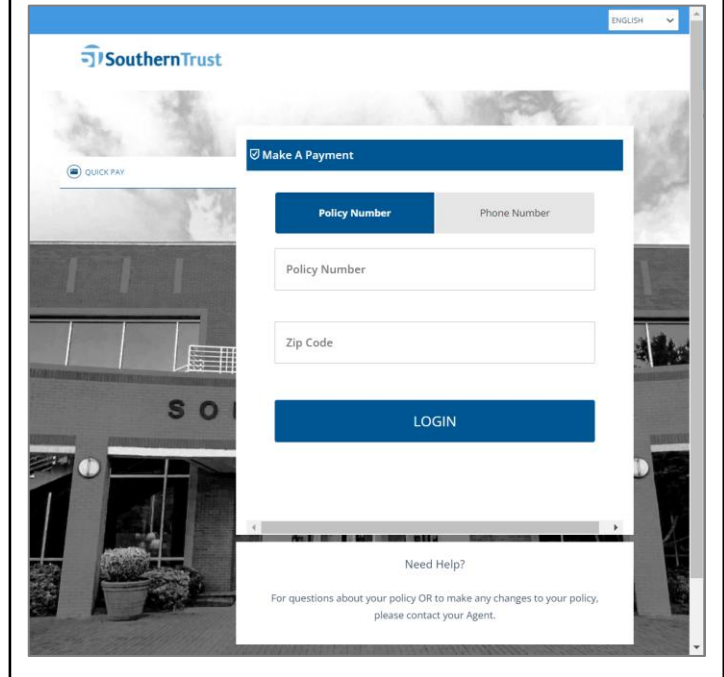 ENGLISH
SouthernTrust
QUICK PAY
Make A Payment
Policy Number
Phone Number
Policy Number
Zip Code
LOGIN
S O
Need Help?
For questions about your policy OR to make any changes to your policy,
please contact your Agent.